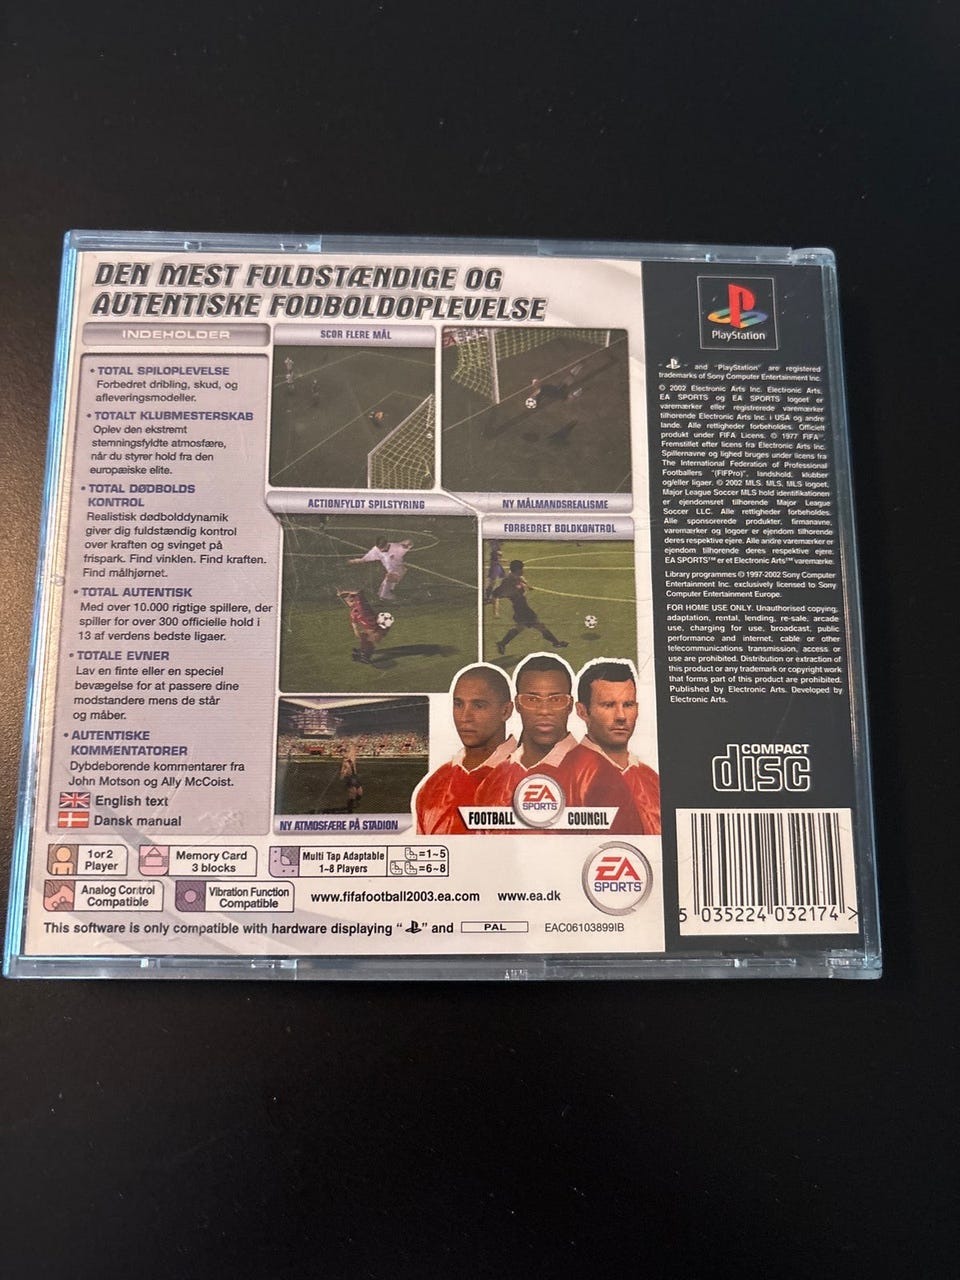 DEN MEST FULDSTÆNDIGE OG
AUTENTISKE FODBOLDOPLEVELSE
INDEHOLDER
• TOTAL SPILOPLEVELSE
Forbedret dribling, skud, og
afleveringsmodeller.
• TOTALT KLUBMESTERSKAB
Oplev den ekstremt
stemningsfyldte atmosfære,
når du styrer hold fra den
europæiske elite.
• TOTAL DØDBOLDS
KONTROL
Realistisk dødbolddynamik
giver dig fuldstændig kontrol
over kraften og svinget på
frispark. Find vinklen. Find kraften.
Find målhjørnet.
• TOTAL AUTENTISK
Med over 10.000 rigtige spillere, der
spiller for over 300 officielle hold i
13 af verdens bedste ligaer.
• TOTALE EVNER
Lav en finte eller en speciel
bevægelse for at passere dine
modstandere mens de står
og måber.
• AUTENTISKE
KOMMENTATORER
Dybdeborende kommentarer fra
John Motson og Ally McCoist.
English text
Dansk manual
SCOR FLERE MÅL
ACTIONFYLDT SPILSTYRING
NY MÅLMANDSREALISME
FORBEDRET BOLDKONTROL
NY ATMOSFÆRE PÅ STADION
EA
SPORTS
FOOTBALL COUNCIL
1 or 2
Player
Memory Card
3 blocks
Multi Tap Adaptable
1-8 Players
=1~5
=6~8
Analog Control
Compatible
Vibration Function
Compatible
www.fifafootball2003.ea.com www.ea.dk
EA
SPORTS
This software is only compatible with hardware displaying " " and PAL EAC06103899IB
PlayStation
" " and "PlayStation" are registered
trademarks of Sony Computer Entertainment Inc.
© 2002 Electronic Arts Inc. Electronic Arts,
EA SPORTS og EA SPORTS logoet er
varemærker eller registrerede varemærker
tilhørende Electronic Arts Inc. i USA og andre
lande. Alle rettigheder forbeholdes. Officielt
produkt under FIFA Licens. © 1977 FIFA™.
Fremstillet efter licens fra Electronic Arts Inc.
Spillernavne og lighed bruges under licens fra
The International Federation of Professional
Footballers "(FIFPro)", landshold, klubber
og/eller ligaer. © 2002 MLS. MLS, MLS logoet,
Major League Soccer MLS hold identifikationen
er ejendomsret tilhørende Major League
Soccer LLC. Alle rettigheder forbeholdes.
Alle sponsorerede produkter, firmanavne,
varemærker og logoer er ejendom tilhørende
deres respektive ejere. Alle andre varemærker er
ejendom tilhørende deres respektive ejere.
EA SPORTS™ er et Electronic Arts™ varemærke.
Library programmes © 1997-2002 Sony Computer
Entertainment Inc. exclusively licensed to Sony
Computer Entertainment Europe.
FOR HOME USE ONLY. Unauthorised copying,
adaptation, rental, lending, re-sale, arcade
use, charging for use, broadcast, public
performance and internet, cable or other
telecommunications transmission, access or
use are prohibited. Distribution or extraction of
this product or any trademark or copyright work
that forms part of this product are prohibited.
Published by Electronic Arts. Developed by
Electronic Arts.
COMPACT
disc
5 035224 032174 >